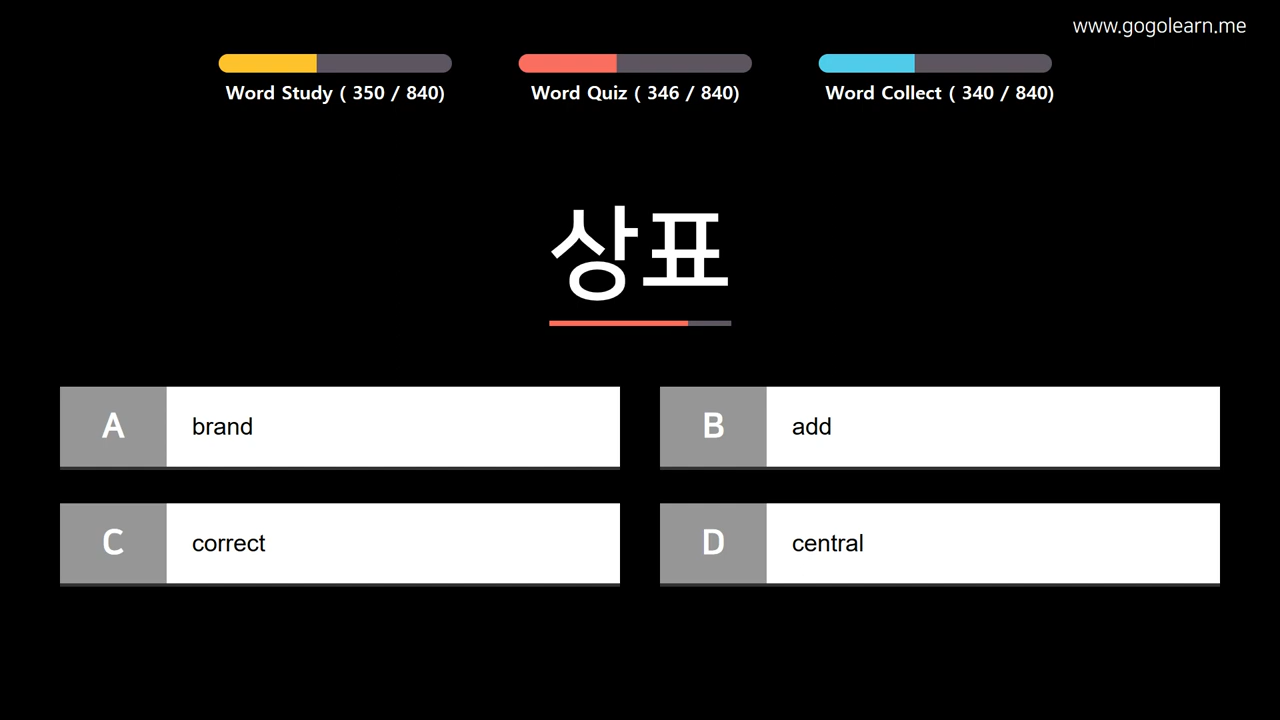 www.gogolearn.me
Word Study ( 350 / 840)
Word Quiz ( 346 / 840)
Word Collect ( 340 / 840)
상표
A brand
B add
C correct
D central